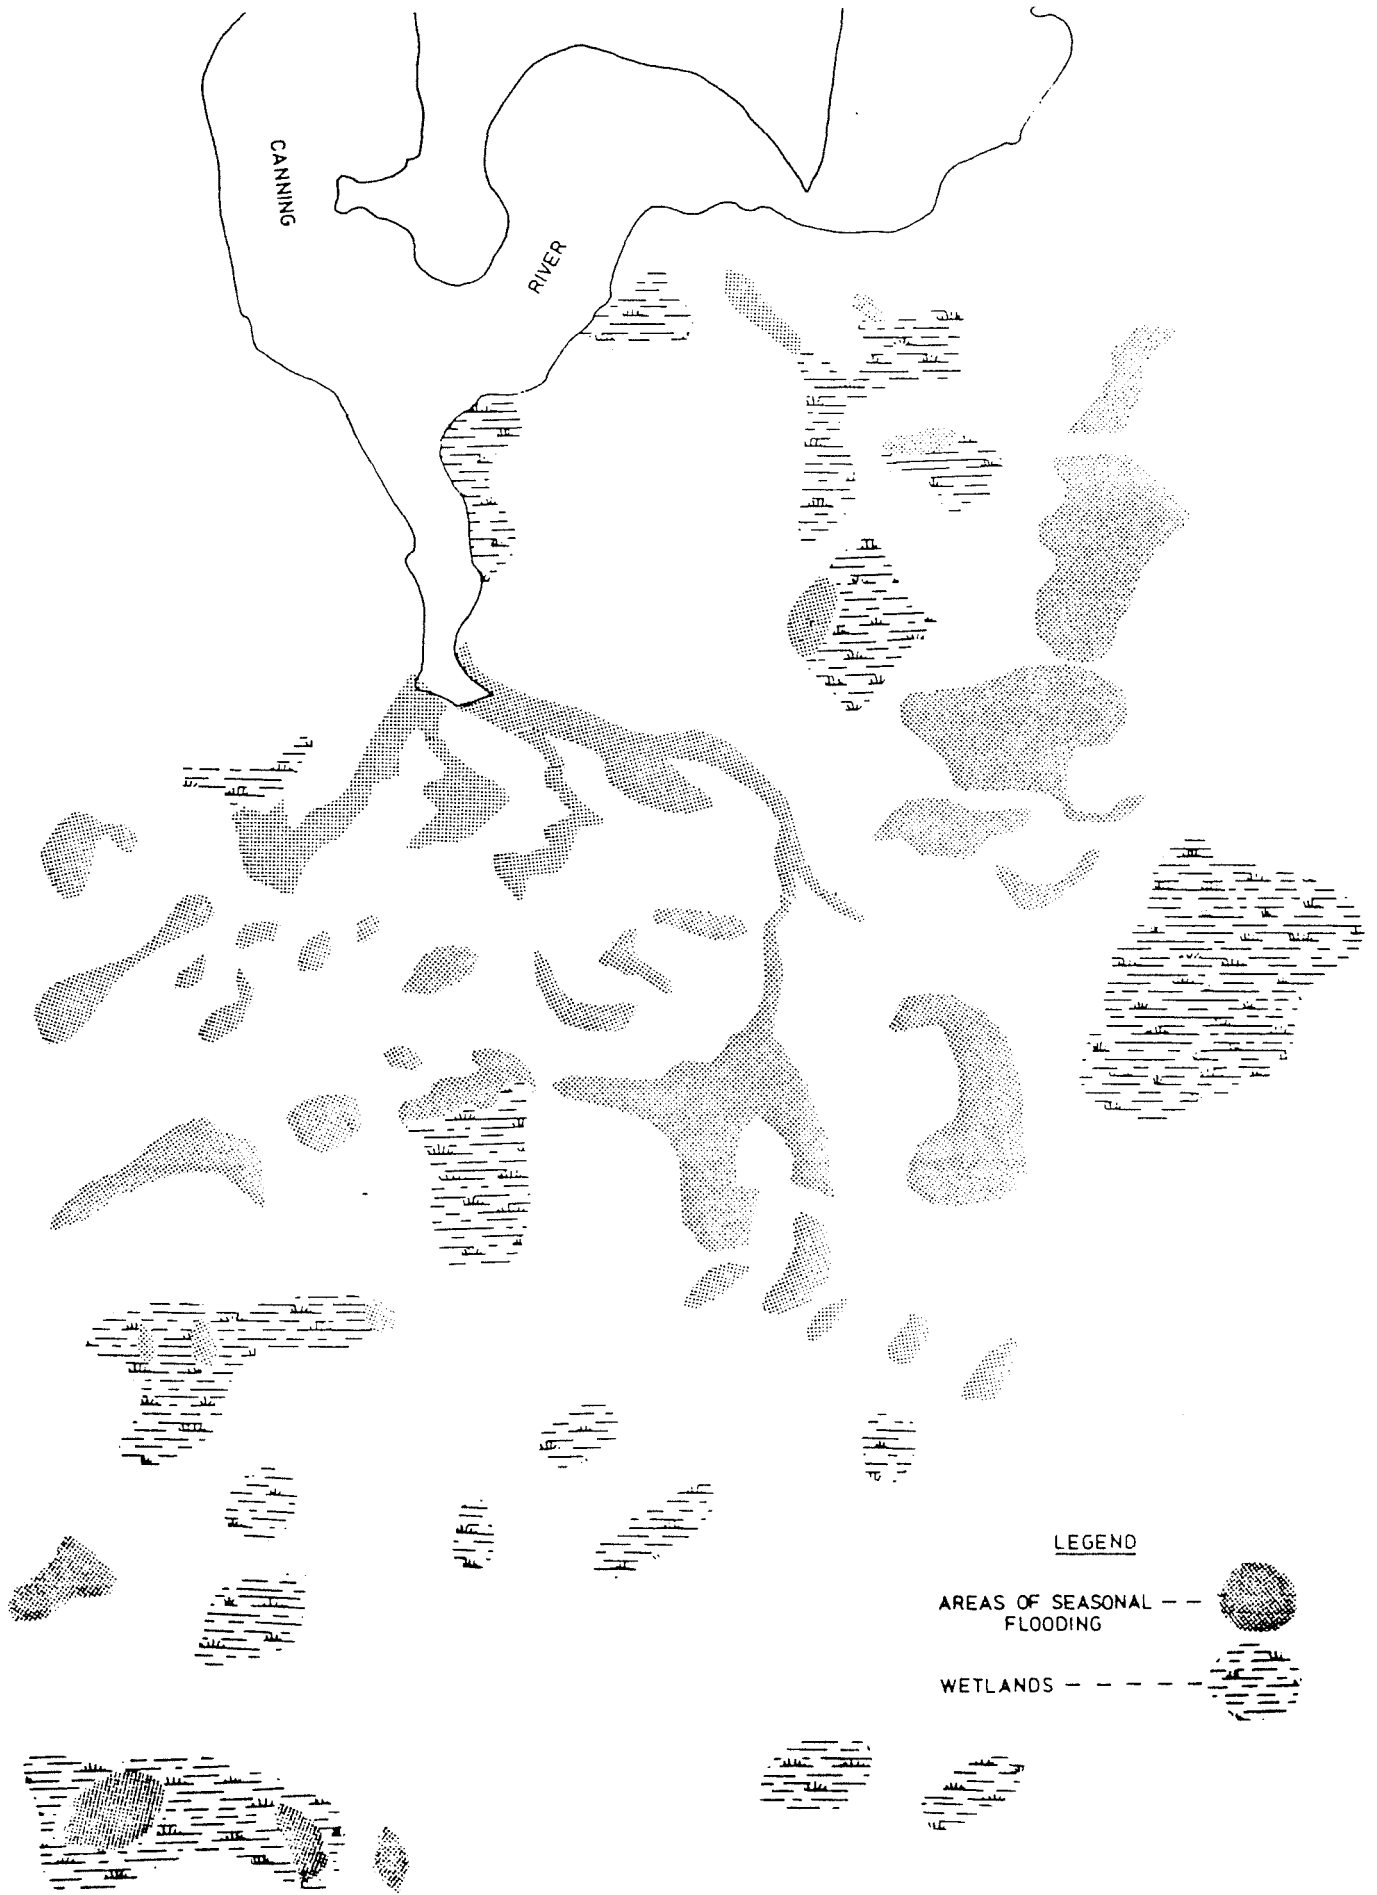 CANNING
RIVER
LEGEND
AREAS OF SEASONAL
FLOODING
WETLANDS